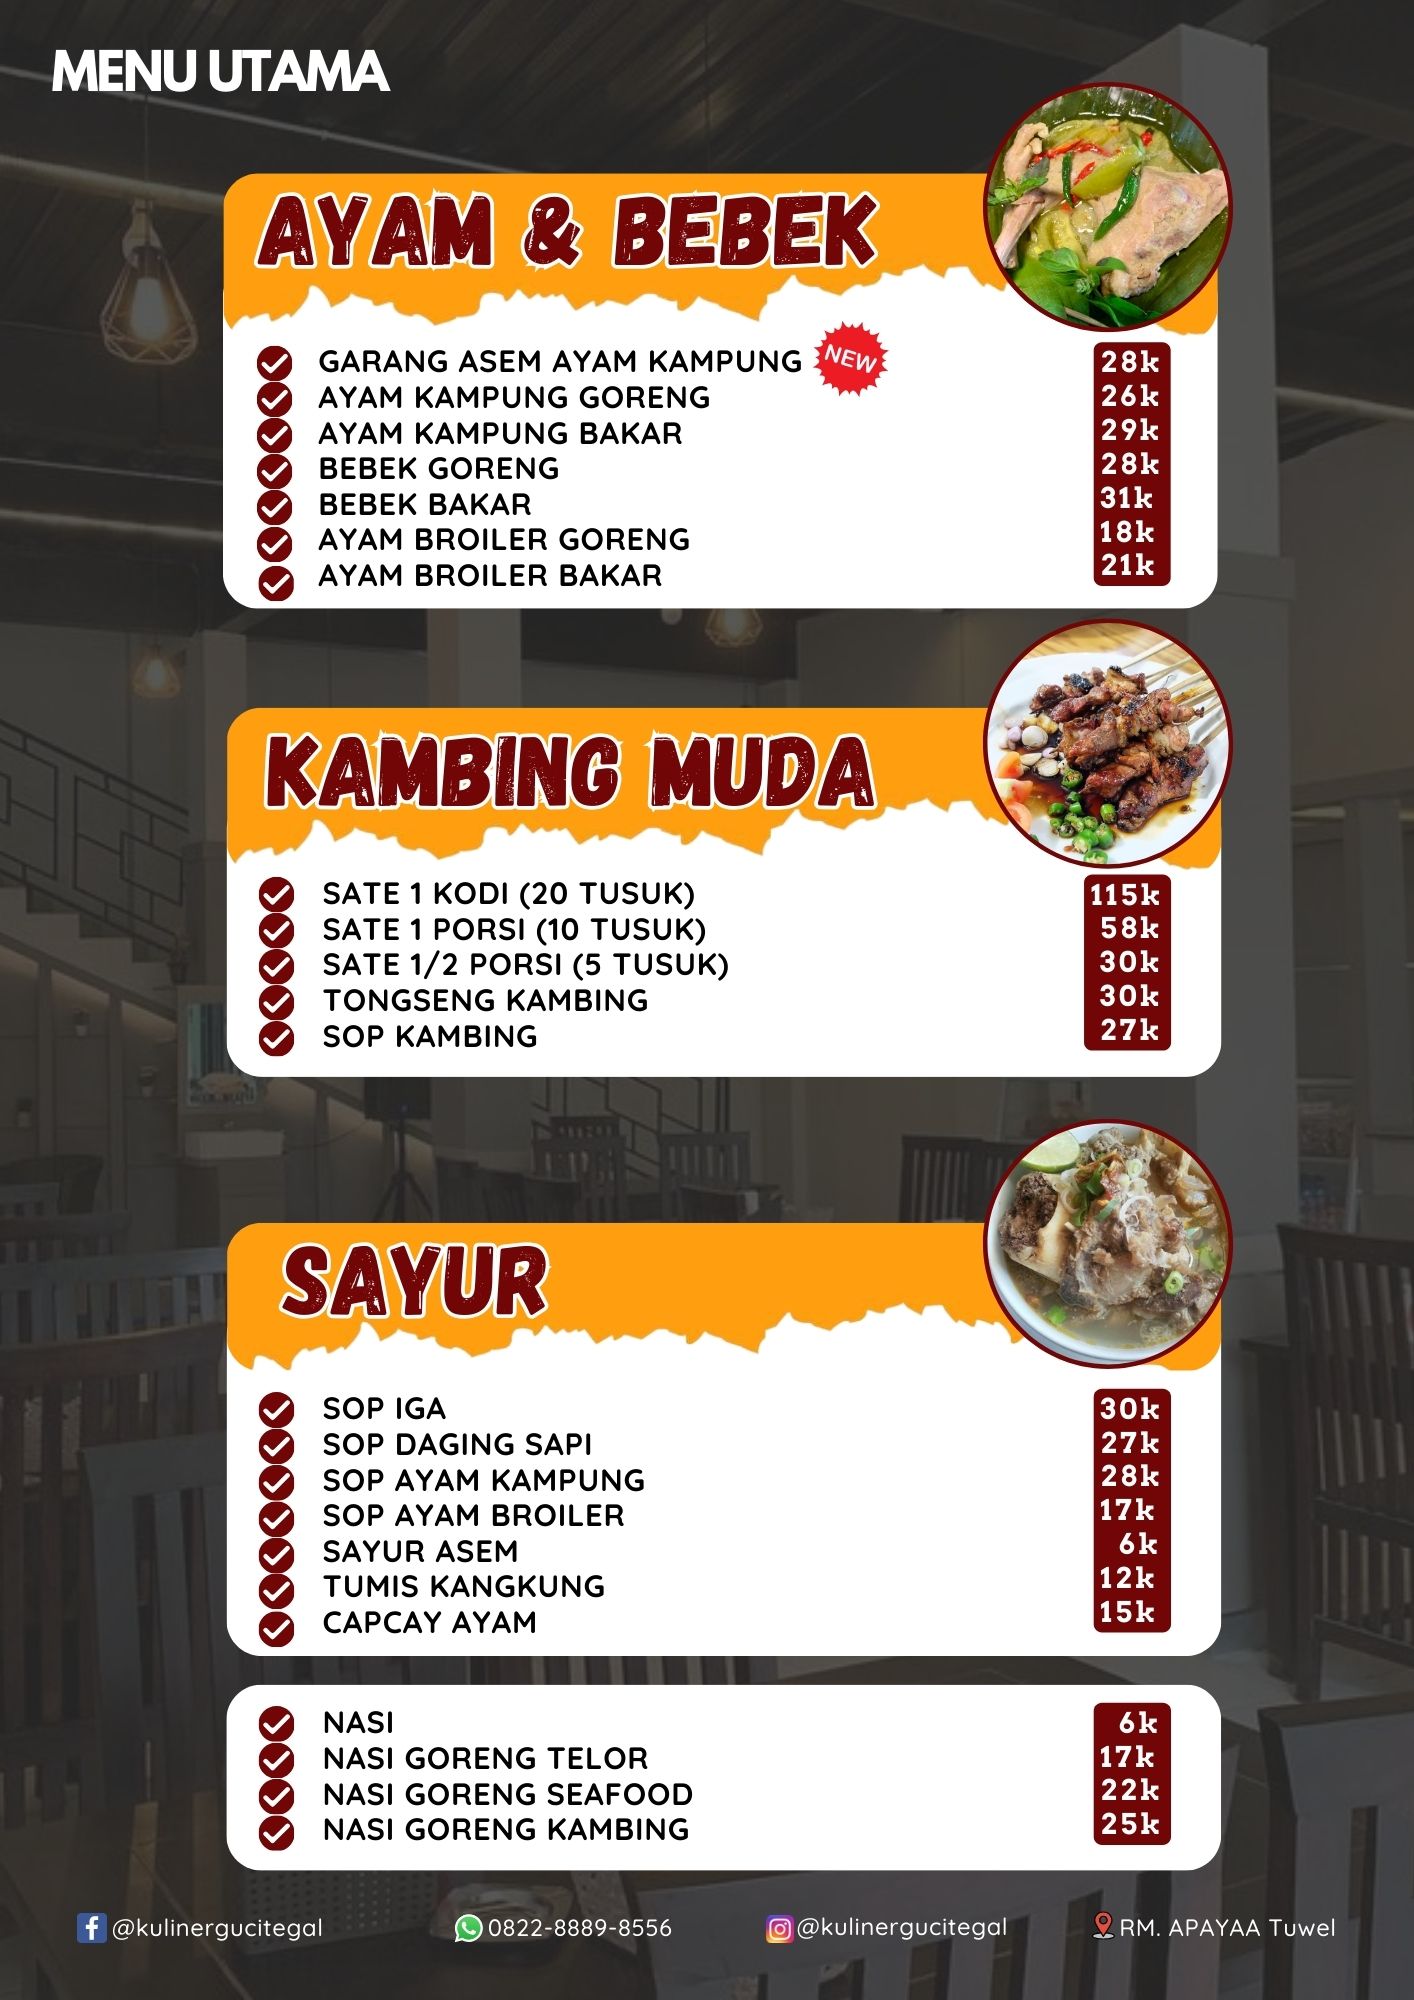 MENU UTAMA
AYAM & BEBEK
GARANG ASEM AYAM KAMPUNG NEW 28k
AYAM KAMPUNG GORENG 26k
AYAM KAMPUNG BAKAR 29k
BEBEK GORENG 28k
BEBEK BAKAR 31k
AYAM BROILER GORENG 18k
AYAM BROILER BAKAR 21k
KAMBING MUDA
SATE 1 KODI (20 TUSUK) 115k
SATE 1 PORSI (10 TUSUK) 58k
SATE 1/2 PORSI (5 TUSUK) 30k
TONGSENG KAMBING 30k
SOP KAMBING 27k
SAYUR
SOP IGA 30k
SOP DAGING SAPI 27k
SOP AYAM KAMPUNG 28k
SOP AYAM BROILER 17k
SAYUR ASEM 6k
TUMIS KANGKUNG 12k
CAPCAY AYAM 15k
NASI 6k
NASI GORENG TELOR 17k
NASI GORENG SEAFOOD 22k
NASI GORENG KAMBING 25k
@kulinergucitegal 0822-8889-8556 @kulinergucitegal RM. APAYAA Tuwel